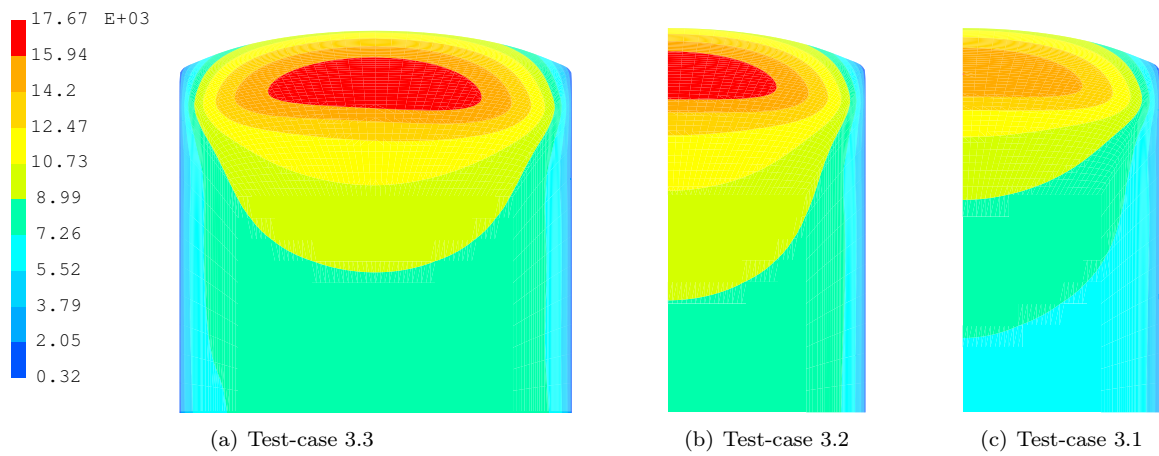 17.67 E+03
15.94
14.2
12.47
10.73
8.99
7.26
5.52
3.79
2.05
0.32
(a) Test-case 3.3
(b) Test-case 3.2
(c) Test-case 3.1